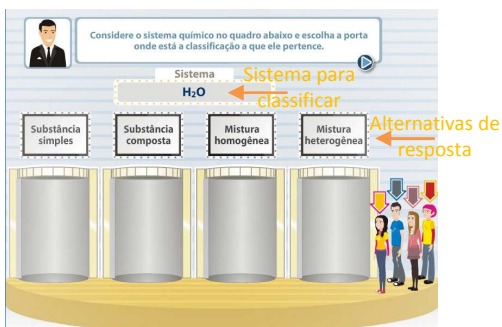 Considere o sistema químico no quadro abaixo e escolha a porta
onde está a classificação a que ele pertence.
Sistema
H₂O
Sistema para
classificar
Substância
simples
Substância
composta
Mistura
homogênea
Mistura
heterogênea
Alternativas de
resposta